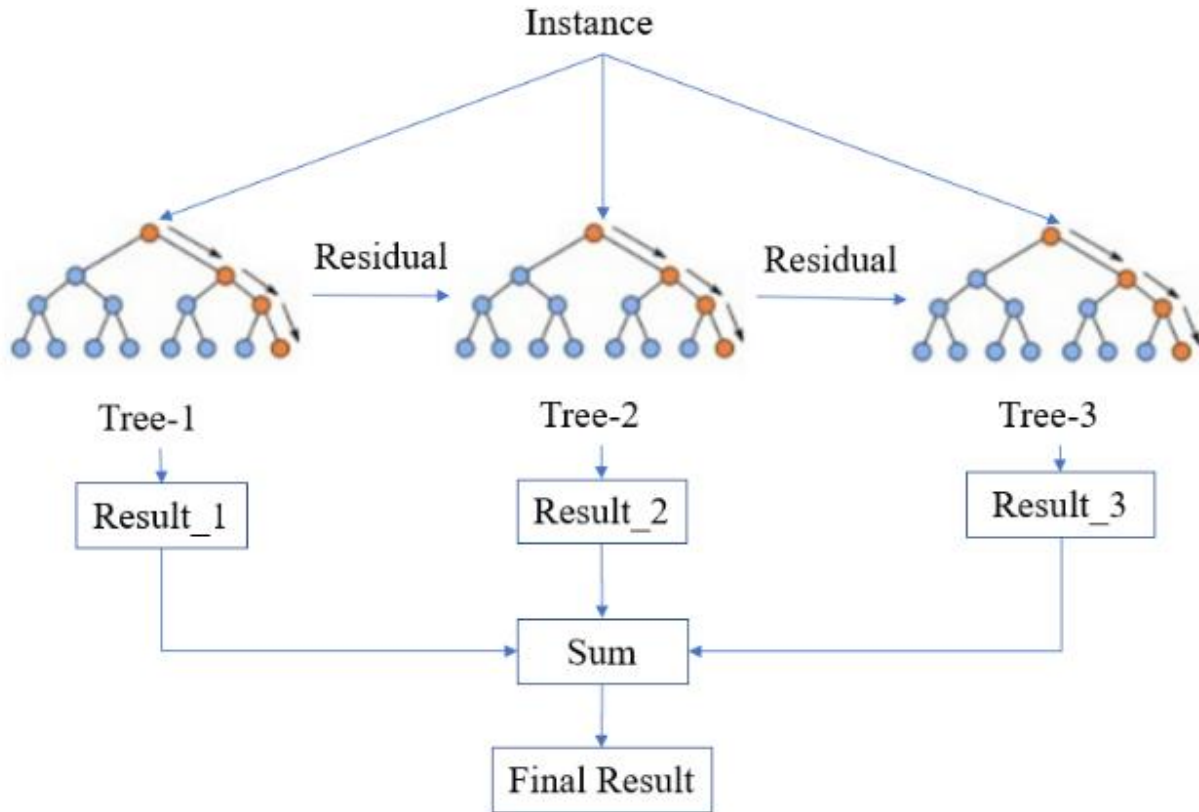 Instance
Residual
Residual
Tree-1
Tree-2
Tree-3
Result_1
Result_2
Result_3
Sum
Final Result